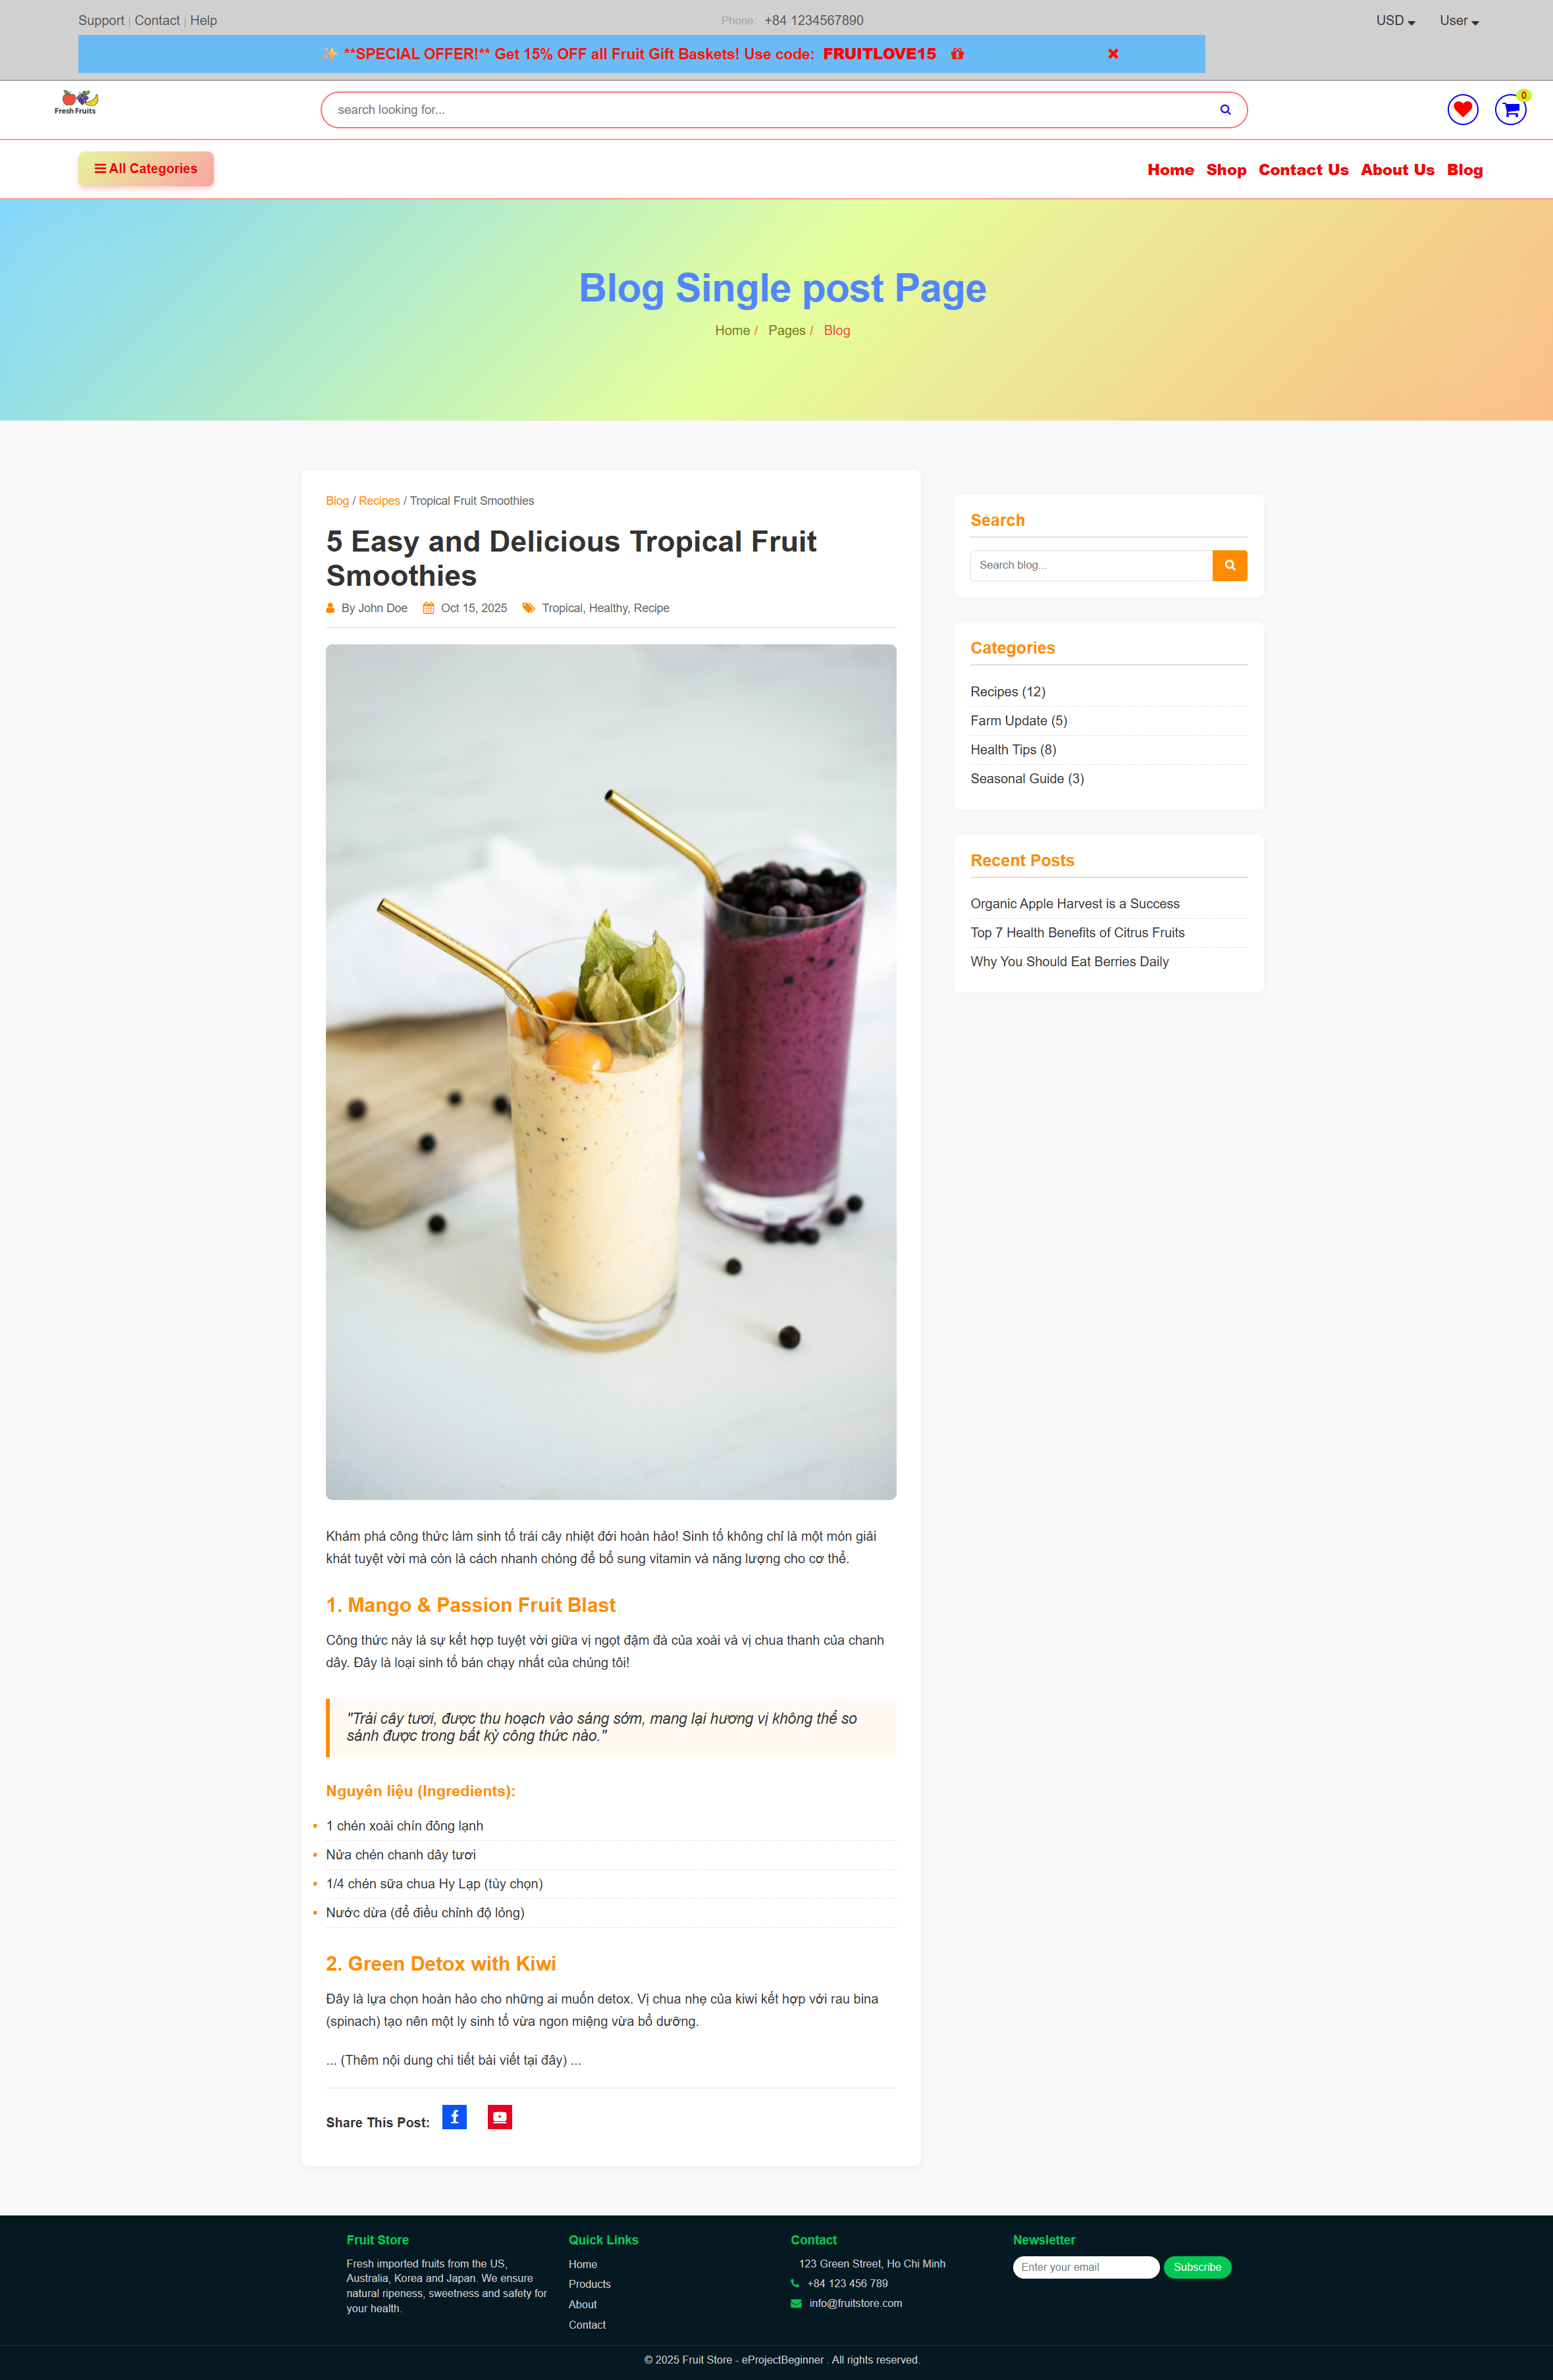 Support | Contact | Help
Phone: +84 1234567890
USD
User
✨ **SPECIAL OFFER!** Get 15% OFF all Fruit Gift Baskets! Use code: FRUITLOVE15
Fresh Fruits
search looking for...
0
All Categories
Home Shop Contact Us About Us Blog
Blog Single post Page
Home / Pages / Blog
Blog / Recipes / Tropical Fruit Smoothies
5 Easy and Delicious Tropical Fruit
Smoothies
By John Doe Oct 15, 2025 Tropical, Healthy, Recipe
Search
Search blog...
Categories
Recipes (12)
Farm Update (5)
Health Tips (8)
Seasonal Guide (3)
Recent Posts
Organic Apple Harvest is a Success
Top 7 Health Benefits of Citrus Fruits
Why You Should Eat Berries Daily
Khám phá công thức làm sinh tố trái cây nhiệt đới hoàn hảo! Sinh tố không chỉ là một món giải
khát tuyệt vời mà còn là cách nhanh chóng để bổ sung vitamin và năng lượng cho cơ thể.
1. Mango & Passion Fruit Blast
Công thức này là sự kết hợp tuyệt vời giữa vị ngọt đậm đà của xoài và vị chua thanh của chanh
dây. Đây là loại sinh tố bán chạy nhất của chúng tôi!
"Trái cây tươi, được thu hoạch vào sáng sớm, mang lại hương vị không thể so
sánh được trong bất kỳ công thức nào."
Nguyên liệu (Ingredients):
• 1 chén xoài chín đông lạnh
• Nửa chén chanh dây tươi
• 1/4 chén sữa chua Hy Lạp (tùy chọn)
• Nước dừa (để điều chỉnh độ lỏng)
2. Green Detox with Kiwi
Đây là lựa chọn hoàn hảo cho những ai muốn detox. Vị chua nhẹ của kiwi kết hợp với rau bina
(spinach) tạo nên một ly sinh tố vừa ngon miệng vừa bổ dưỡng.
... (Thêm nội dung chi tiết bài viết tại đây) ...
Share This Post:
Fruit Store
Fresh imported fruits from the US,
Australia, Korea and Japan. We ensure
natural ripeness, sweetness and safety for
your health.
Quick Links
Home
Products
About
Contact
Contact
123 Green Street, Ho Chi Minh
+84 123 456 789
info@fruitstore.com
Newsletter
Enter your email
Subscribe
© 2025 Fruit Store - eProjectBeginner . All rights reserved.